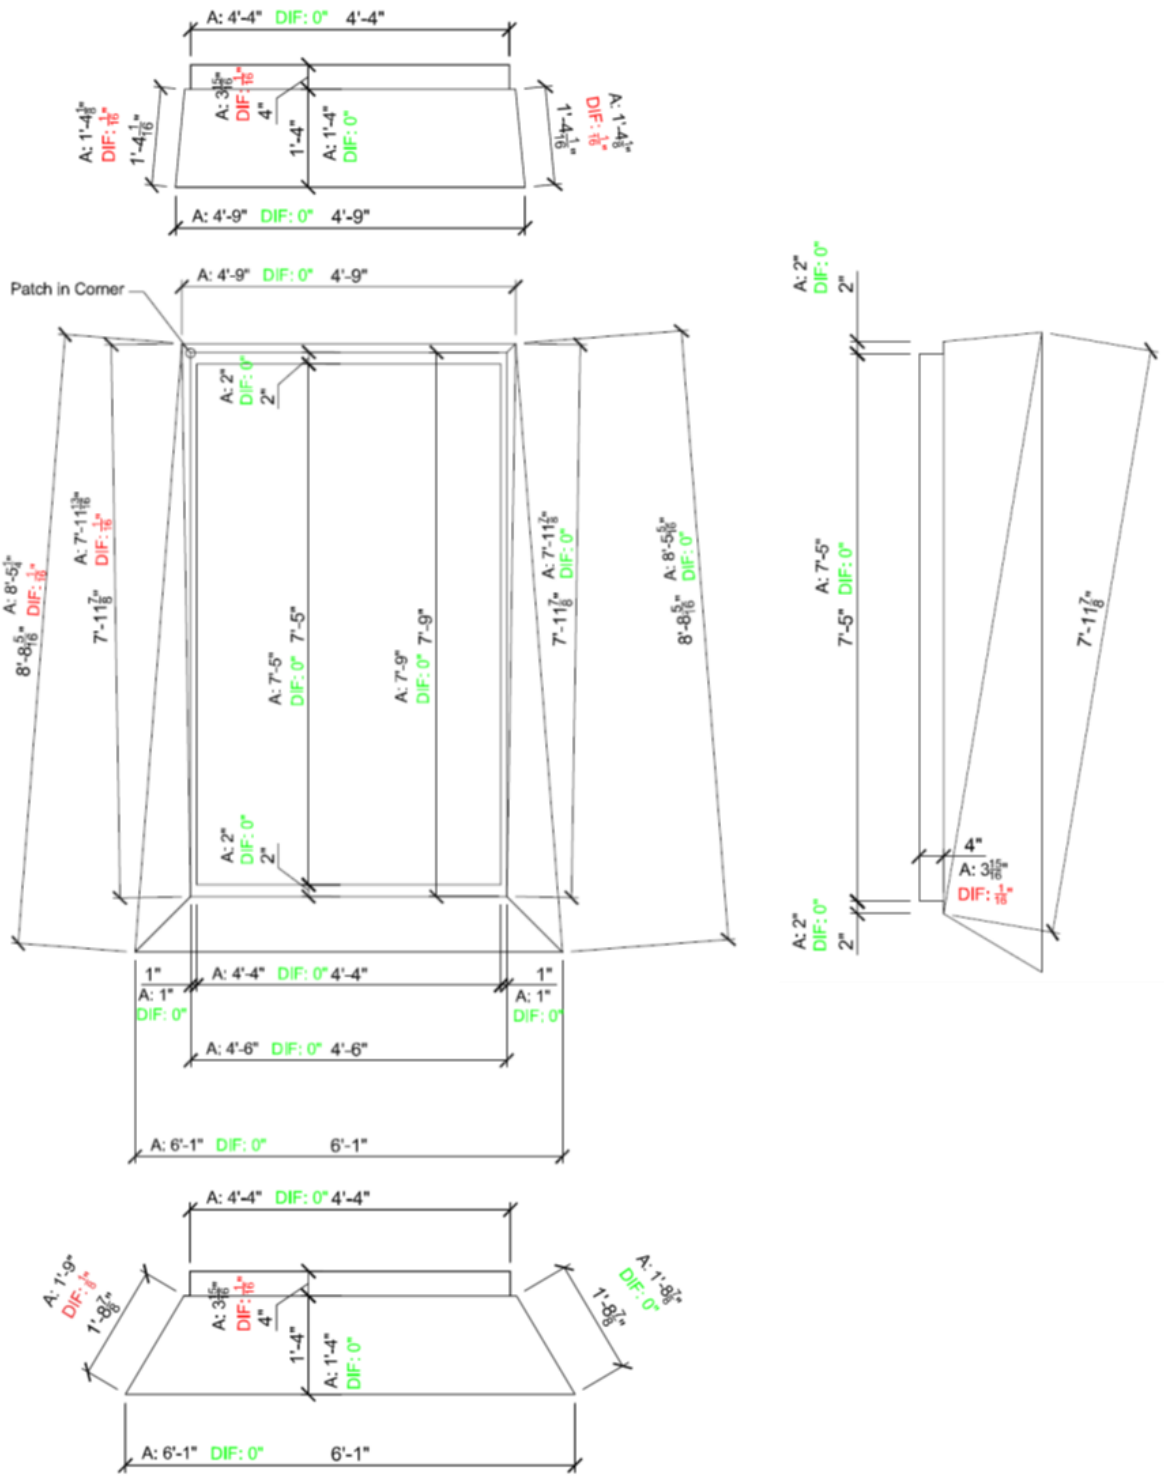 A: 4'-4" DIF: 0" 4'-4"
A: 1'-4 1/8"
DIF: 1/16"
1'-4 1/16"
A: 3 15/16"
DIF: 1/16"
4"
1'-4"
A: 1'-4"
DIF: 0"
1'-4 1/16"
DIF: 1/16"
A: 1'-4 1/8"
A: 4'-9" DIF: 0" 4'-9"
A: 4'-9" DIF: 0" 4'-9"
Patch in Corner
A: 2"
DIF: 0"
2"
A: 8'-5 1/4"
DIF: 1/16"
8'-8 5/16"
A: 7'-11 13/16"
DIF: 1/16"
7'-11 7/8"
A: 7'-5"
DIF: 0"
7'-5"
A: 7'-9"
DIF: 0"
7'-9"
A: 7'-11 7/8"
DIF: 0"
7'-11 7/8"
A: 8'-5 5/16"
DIF: 0"
8'-8 5/16"
A: 2"
DIF: 0"
2"
1"
A: 1"
DIF: 0"
A: 4'-4" DIF: 0" 4'-4"
1"
A: 1"
DIF: 0"
A: 4'-6" DIF: 0" 4'-6"
A: 6'-1" DIF: 0" 6'-1"
A: 2"
DIF: 0"
2"
A: 7'-5"
DIF: 0"
7'-5"
7'-11 7/8"
4"
A: 3 15/16"
DIF: 1/16"
A: 2"
DIF: 0"
2"
A: 4'-4" DIF: 0" 4'-4"
A: 1'-9"
DIF: 1/8"
1'-8 7/8"
A: 3 15/16"
DIF: 1/16"
4"
1'-4"
A: 1'-4"
DIF: 0"
A: 1'-8 7/8"
DIF: 0"
1'-8 7/8"
A: 6'-1" DIF: 0" 6'-1"